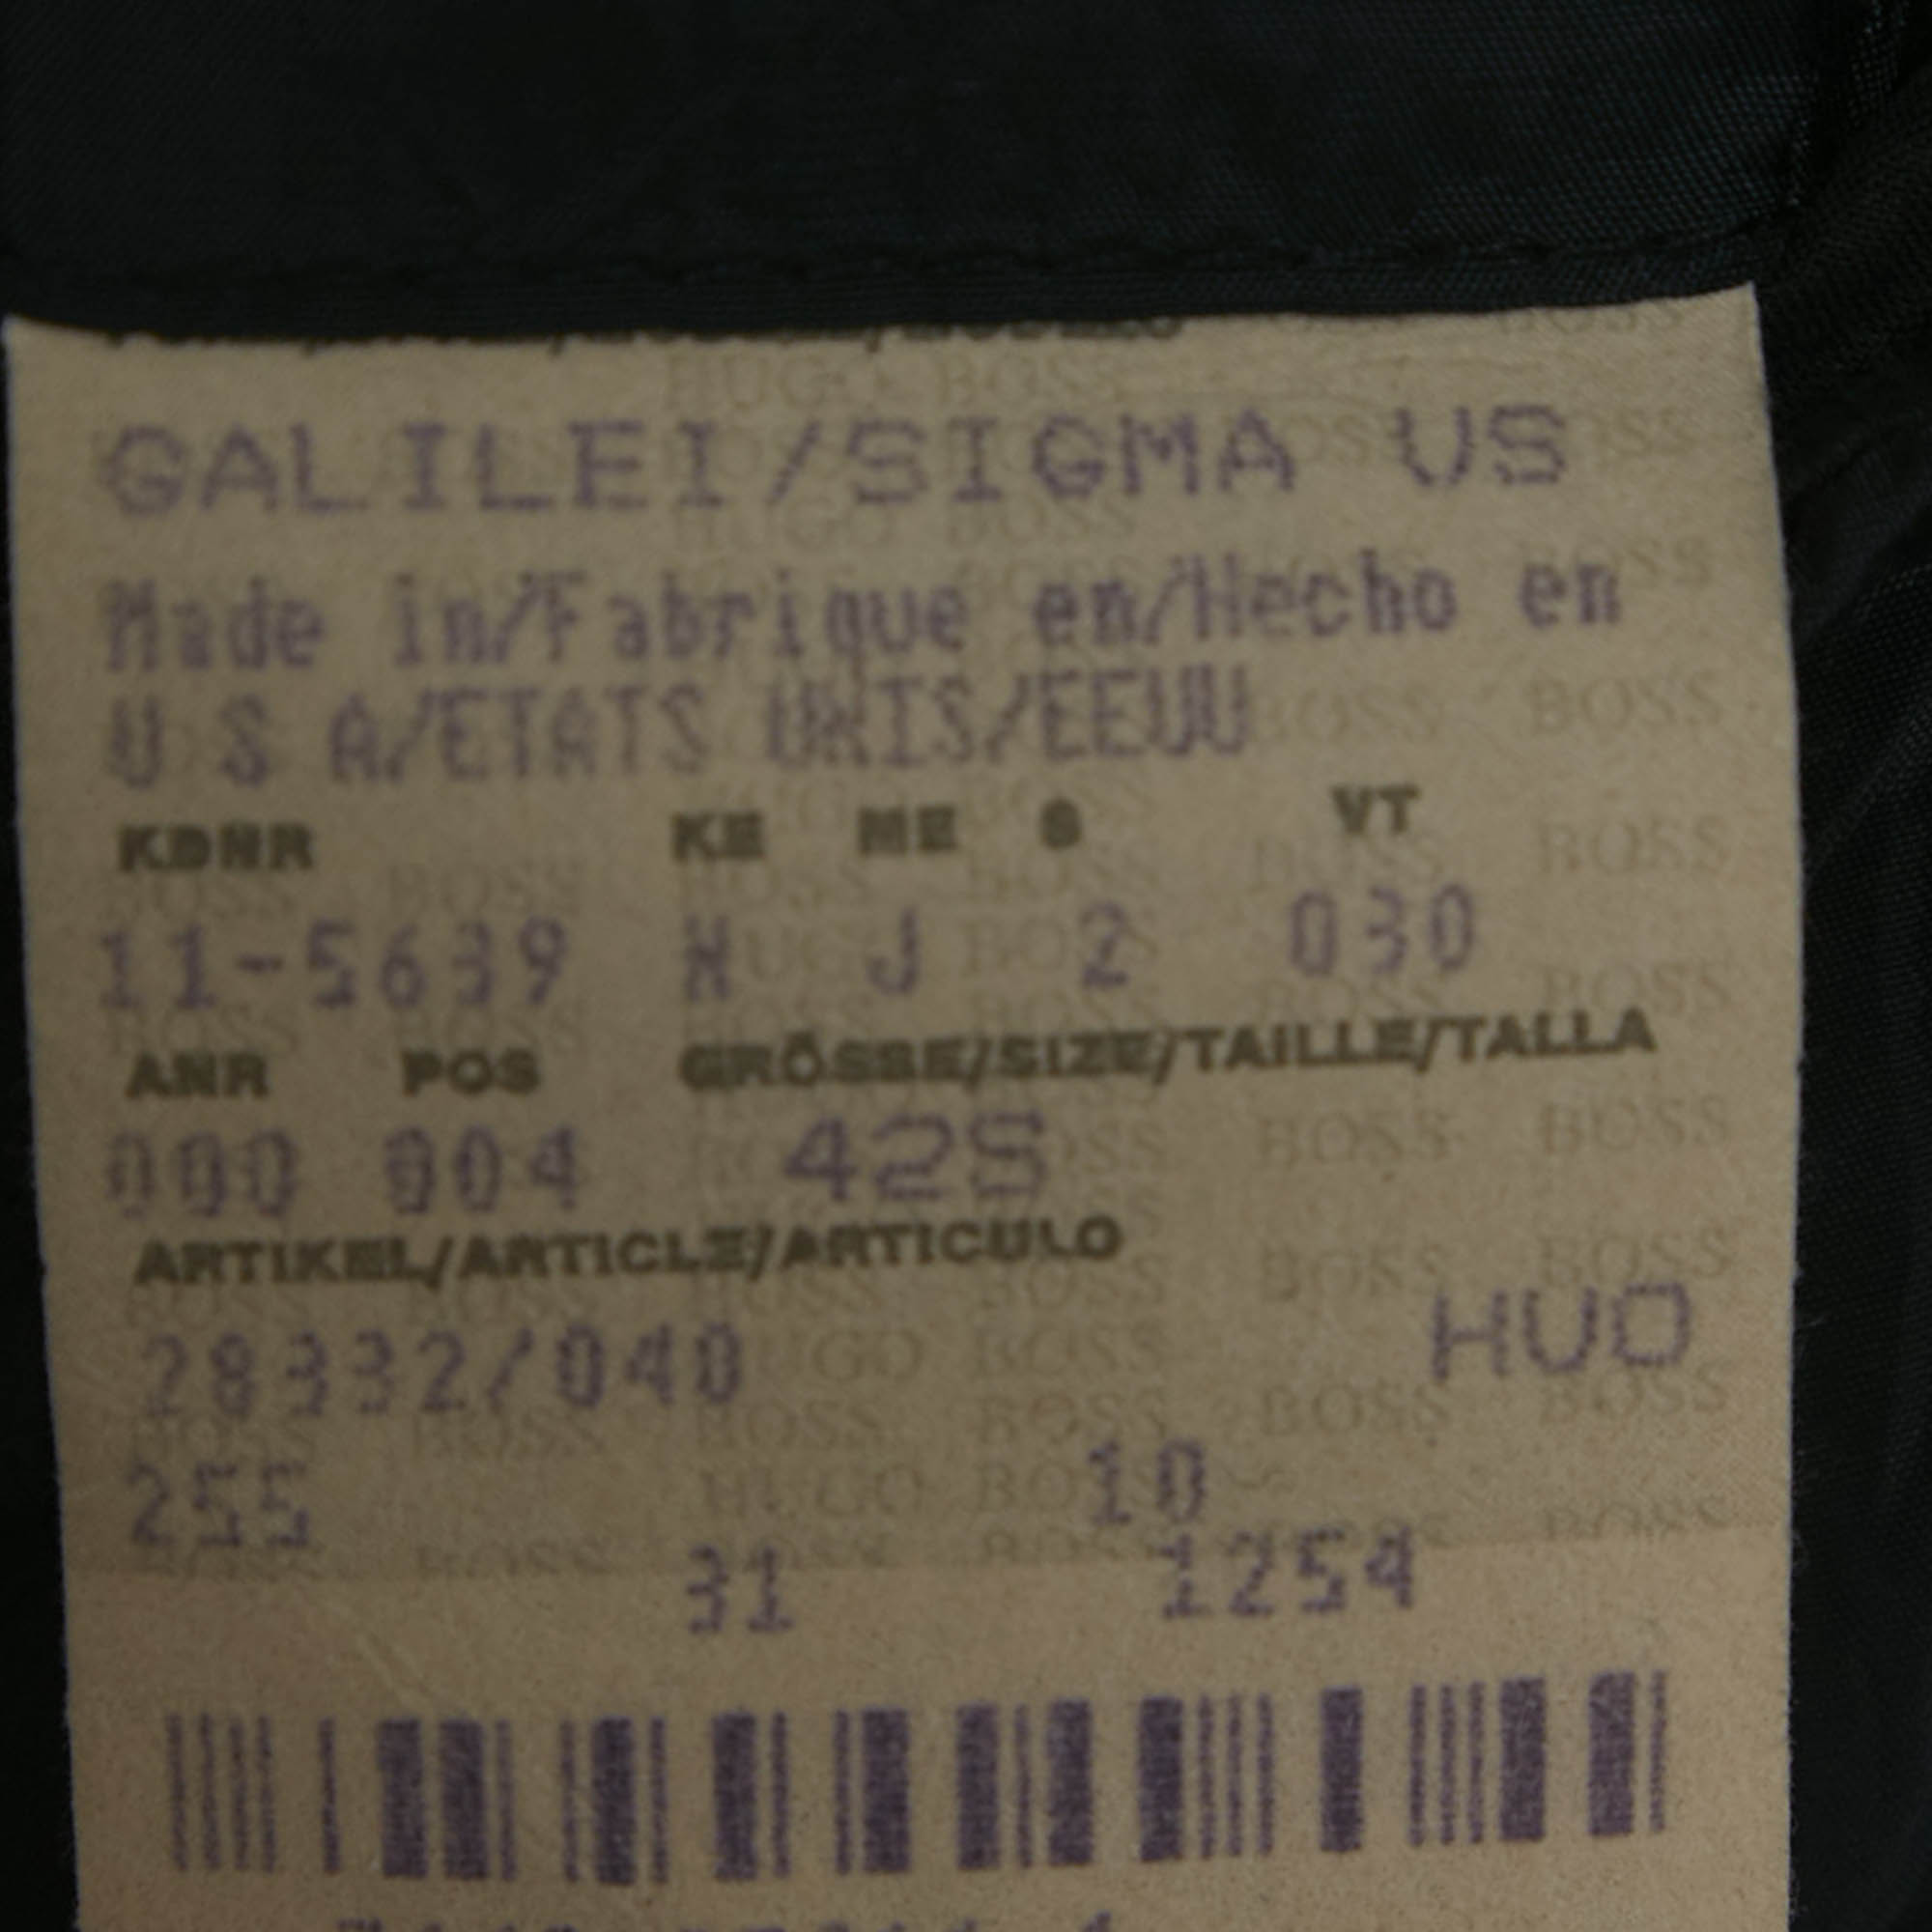 GALILEI/SIGMA US
Made in/Fabrique en/Hecho en
U S A/ETATS UNIS/EEUU
KDNR KE ME S VT
11-5639 N J 2 030
ANR POS GRÖSSE/SIZE/TAILLE/TALLA
000 004 42S
ARTIKEL/ARTICLE/ARTICULO
28332/040 HUO
255 10
31 1254